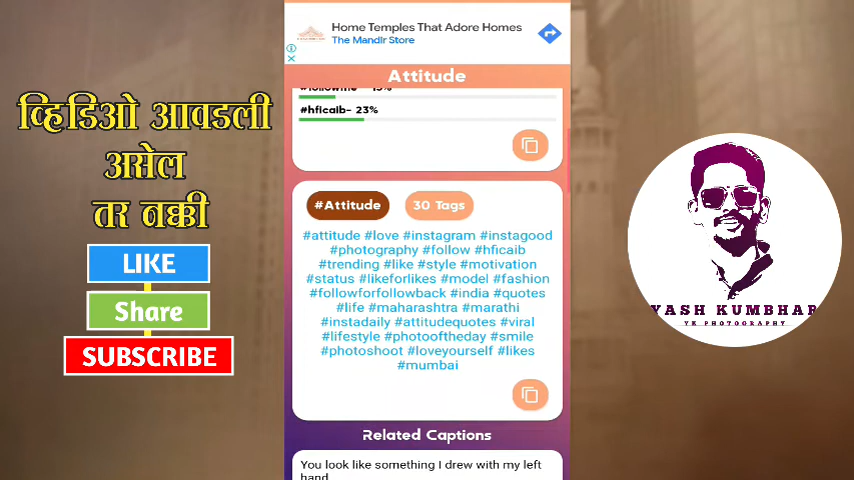 Home Temples That Adore Homes
The Mandir Store
Attitude
#hficaib- 23%
#Attitude
30 Tags
#attitude #love #instagram #instagood
#photography #follow #hficaib
#trending #like #style #motivation
#status #likeforlikes #model #fashion
#followforfollowback #india #quotes
#life #maharashtra #marathi
#instadaily #attitudequotes #viral
#lifestyle #photooftheday #smile
#photoshoot #loveyourself #likes
#mumbai
Related Captions
You look like something I drew with my left
hand
व्हिडिओ आवडली
असेल
तर नक्की
LIKE
Share
SUBSCRIBE
YASH KUMBHAR
YK PHOTOGRAPHY